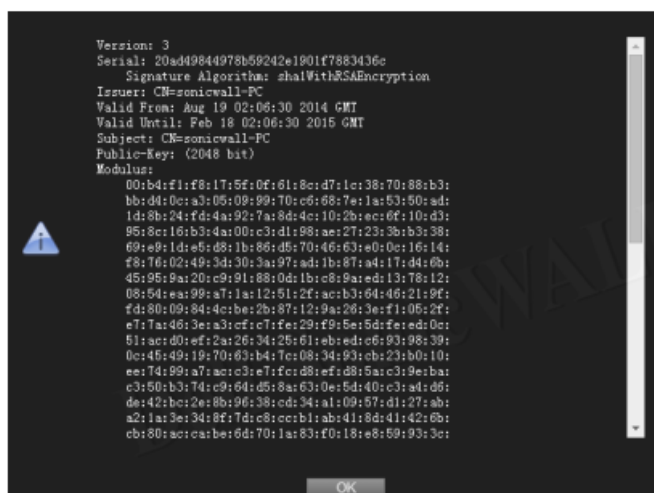 Version: 3
Serial: 20ad49844978b59242e1901f7883436c
Signature Algorithm: sha1WithRSAEncryption
Issuer: CN=sonicwall-PC
Valid From: Aug 19 02:06:30 2014 GMT
Valid Until: Feb 18 02:06:30 2015 GMT
Subject: CN=sonicwall-PC
Public-Key: (2048 bit)
Modulus:
00:b4:f1:f8:17:5f:0f:61:8c:d7:1c:38:70:88:b3:
bb:d4:0c:a3:05:09:99:70:c6:68:7e:1a:53:50:ad:
1d:8b:24:fd:4a:92:7a:8d:4c:10:2b:ec:6f:10:d3:
95:8c:16:b3:4a:00:c3:d1:98:ae:27:23:3b:b3:38:
69:e9:1d:e5:d8:1b:86:d5:70:46:63:e0:0c:16:14:
f8:76:02:49:3d:30:3a:97:ad:1b:87:a4:17:d4:6b:
45:95:9a:20:c9:91:88:0d:1b:c8:9a:ed:13:78:12:
08:54:ea:99:a7:1a:12:51:2f:ac:b3:64:46:21:9f:
fd:80:09:84:4c:be:2b:87:12:9a:26:3e:f1:05:2f:
e7:7a:46:3e:a3:cf:c7:fe:29:f9:5e:5d:fe:ed:0c:
51:ac:d0:ef:2a:26:34:25:61:eb:ed:c6:93:98:39:
0c:45:49:19:70:63:b4:7c:08:34:93:cb:23:b0:10:
ee:74:99:a7:ac:c3:e7:fc:d8:ef:d8:5a:c3:9e:ba:
c3:50:b3:74:c9:64:d5:8a:63:0e:5d:40:c3:a4:d6:
de:42:bc:2e:8b:96:38:cd:34:a1:09:57:d1:27:ab:
a2:1a:3e:34:8f:7d:c8:cc:b1:ab:41:8d:41:42:6b:
cb:80:ac:ca:be:6d:70:1a:83:f0:18:e8:59:93:3c:
OK